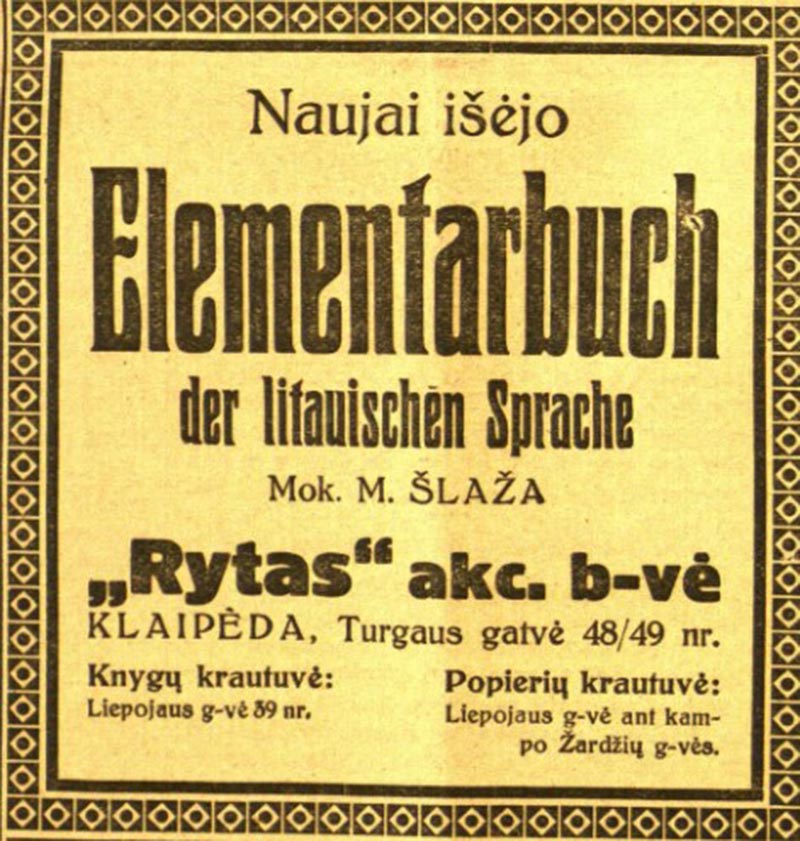 Naujai išėjo
Elementarbuch
der litauischen Sprache
Mok. M. ŠLAŽA
„Rytas“ akc. b-vė
KLAIPĖDA, Turgaus gatvė 48/49 nr.
Knygų krautuvė:
Liepojaus g-vė 39 nr.
Popierių krautuvė:
Liepojaus g-vė ant kam-
po Žardžių g-vės.